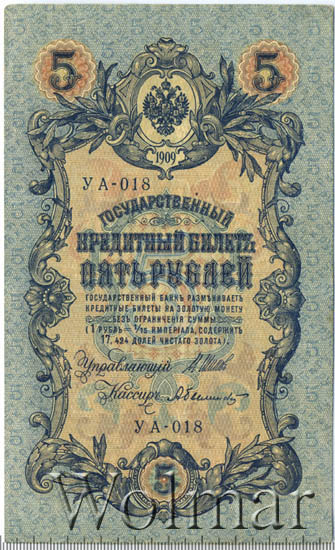 5 5
1909
УА-018
ГОСУДАРСТВЕННЫЙ
КРЕДИТНЫЙ БИЛЕТЪ
ПЯТЬ РУБЛЕЙ
ГОСУДАРСТВЕННЫЙ БАНКЪ РАЗМѢНИВАЕТЪ
КРЕДИТНЫЕ БИЛЕТЫ НА ЗОЛОТУЮ МОНЕТУ
БЕЗЪ ОГРАНИЧЕНІЯ СУММЫ
(1 РУБЛЬ = 1/15 ИМПЕРІАЛА, СОДЕРЖИТЪ
17,424 ДОЛЕЙ ЧИСТАГО ЗОЛОТА).
Управляющій
Кассиръ
УА-018
5
Wolmar